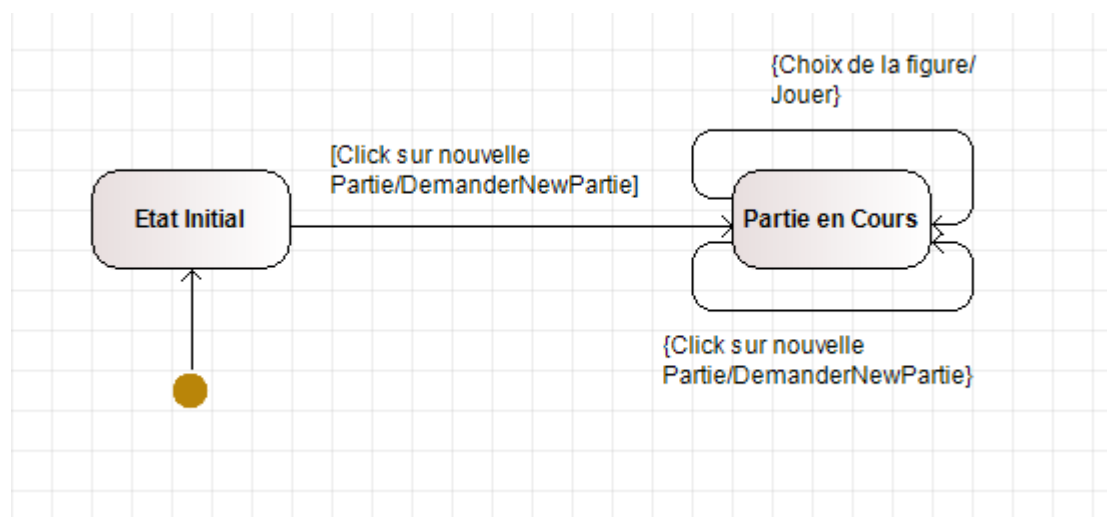 {Choix de la figure/
Jouer}
[Click sur nouvelle
Partie/DemanderNewPartie]
Etat Initial
Partie en Cours
{Click sur nouvelle
Partie/DemanderNewPartie}